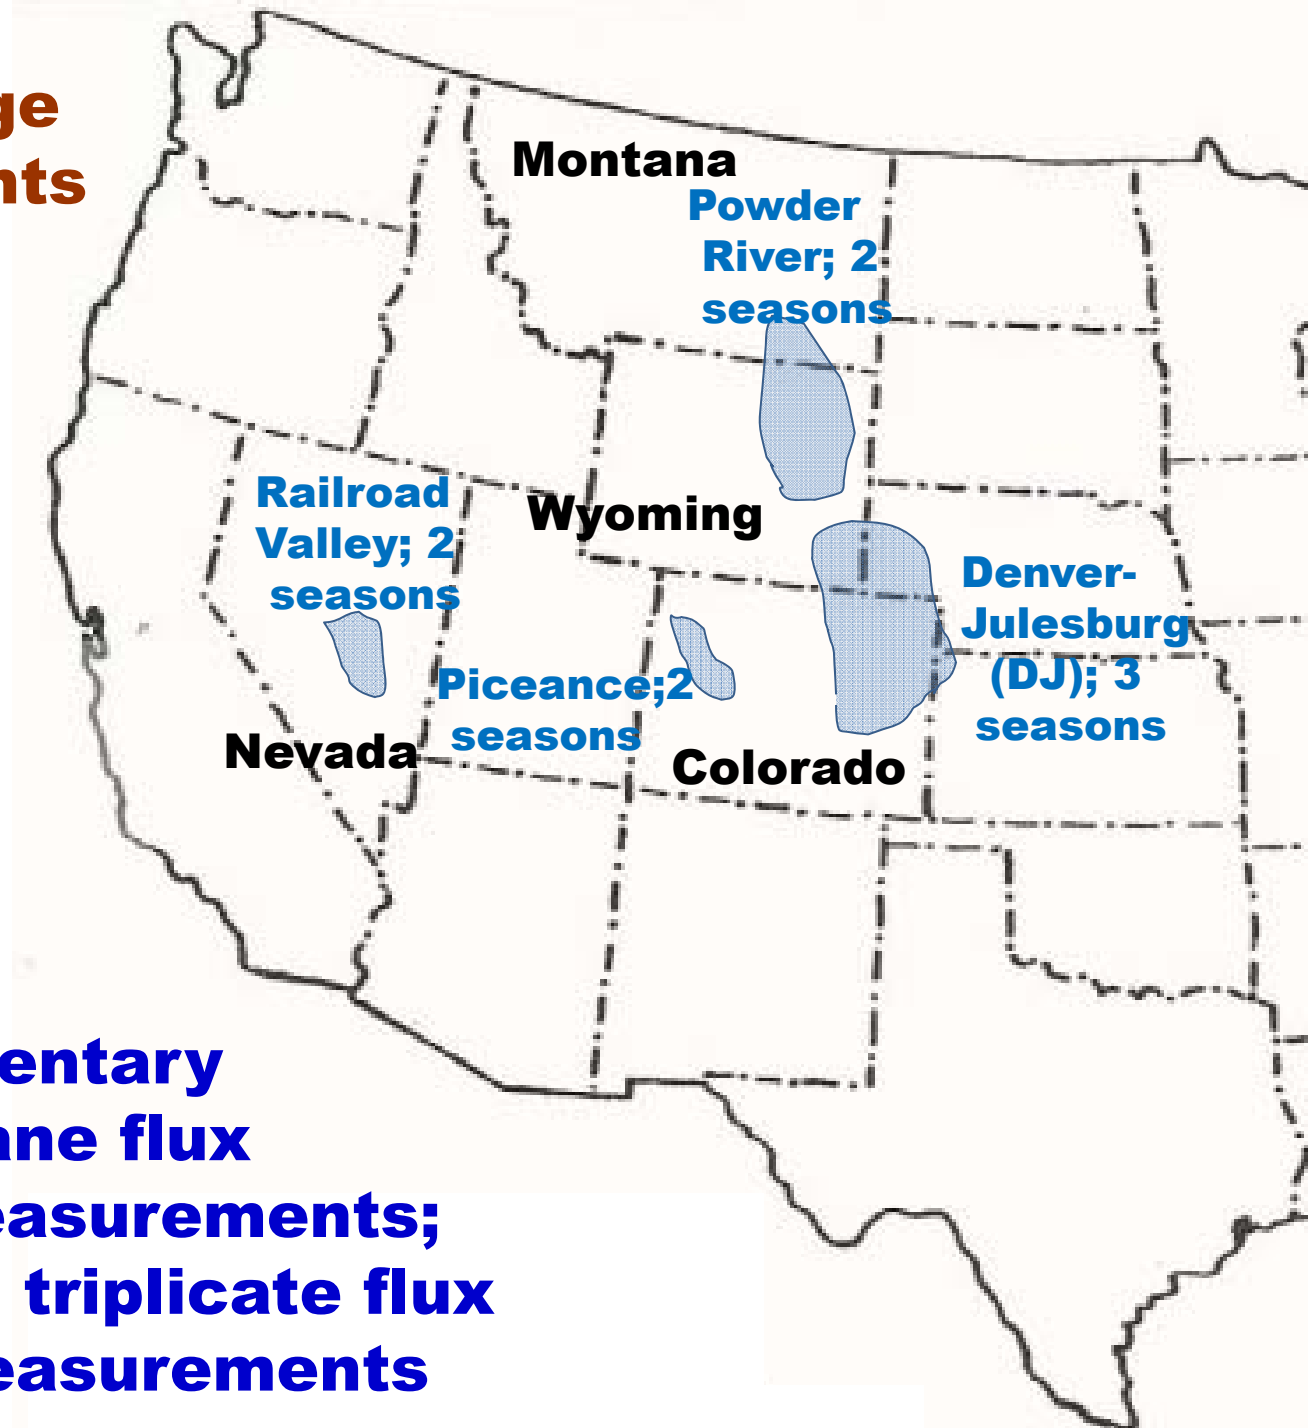 ge
nts
Montana
Powder
River; 2
seasons
Railroad
Valley; 2
seasons
Wyoming
Denver-
Julesburg
(DJ); 3
seasons
Piceance;2
seasons
Nevada
Colorado
entary
ane flux
easurements;
triplicate flux
easurements